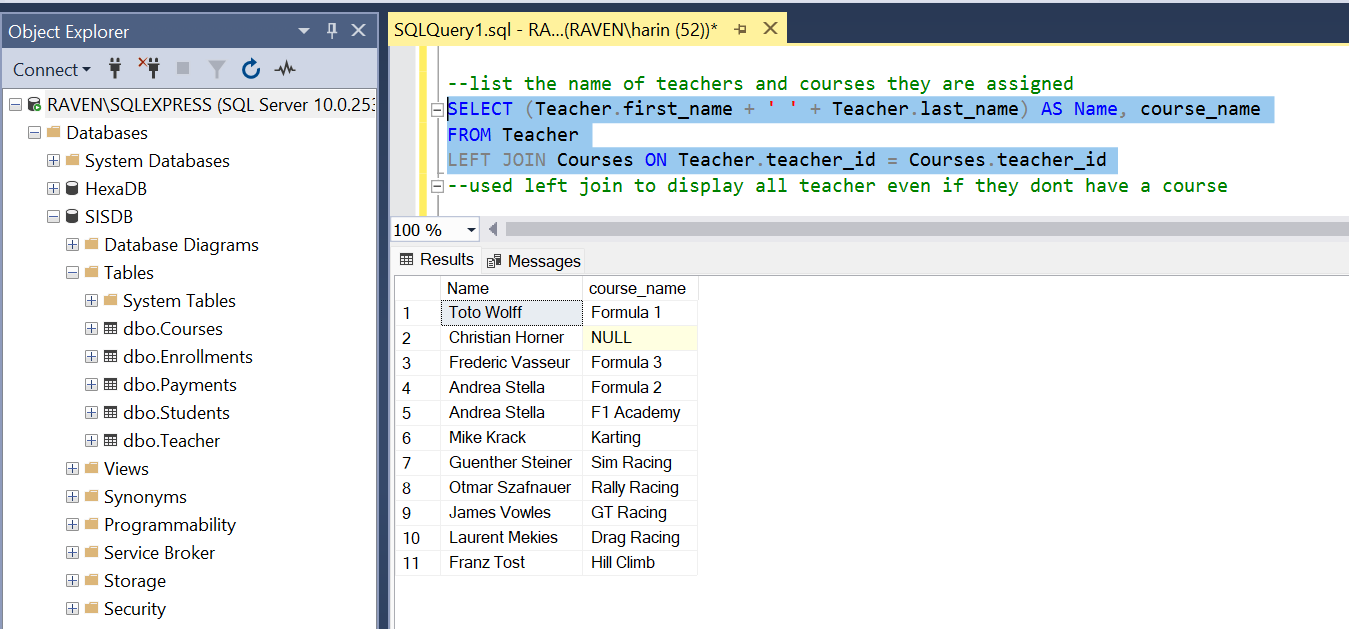 Object Explorer
Connect
RAVEN\SQLEXPRESS (SQL Server 10.0.253
Databases
System Databases
HexaDB
SISDB
Database Diagrams
Tables
System Tables
dbo.Courses
dbo.Enrollments
dbo.Payments
dbo.Students
dbo.Teacher
Views
Synonyms
Programmability
Service Broker
Storage
Security
SQLQuery1.sql - RA...(RAVEN\harin (52))*
--list the name of teachers and courses they are assigned
SELECT (Teacher.first_name + ' ' + Teacher.last_name) AS Name, course_name
FROM Teacher
LEFT JOIN Courses ON Teacher.teacher_id = Courses.teacher_id
--used left join to display all teacher even if they dont have a course
100 %
Results Messages
Name course_name
1 Toto Wolff Formula 1
2 Christian Horner NULL
3 Frederic Vasseur Formula 3
4 Andrea Stella Formula 2
5 Andrea Stella F1 Academy
6 Mike Krack Karting
7 Guenther Steiner Sim Racing
8 Otmar Szafnauer Rally Racing
9 James Vowles GT Racing
10 Laurent Mekies Drag Racing
11 Franz Tost Hill Climb